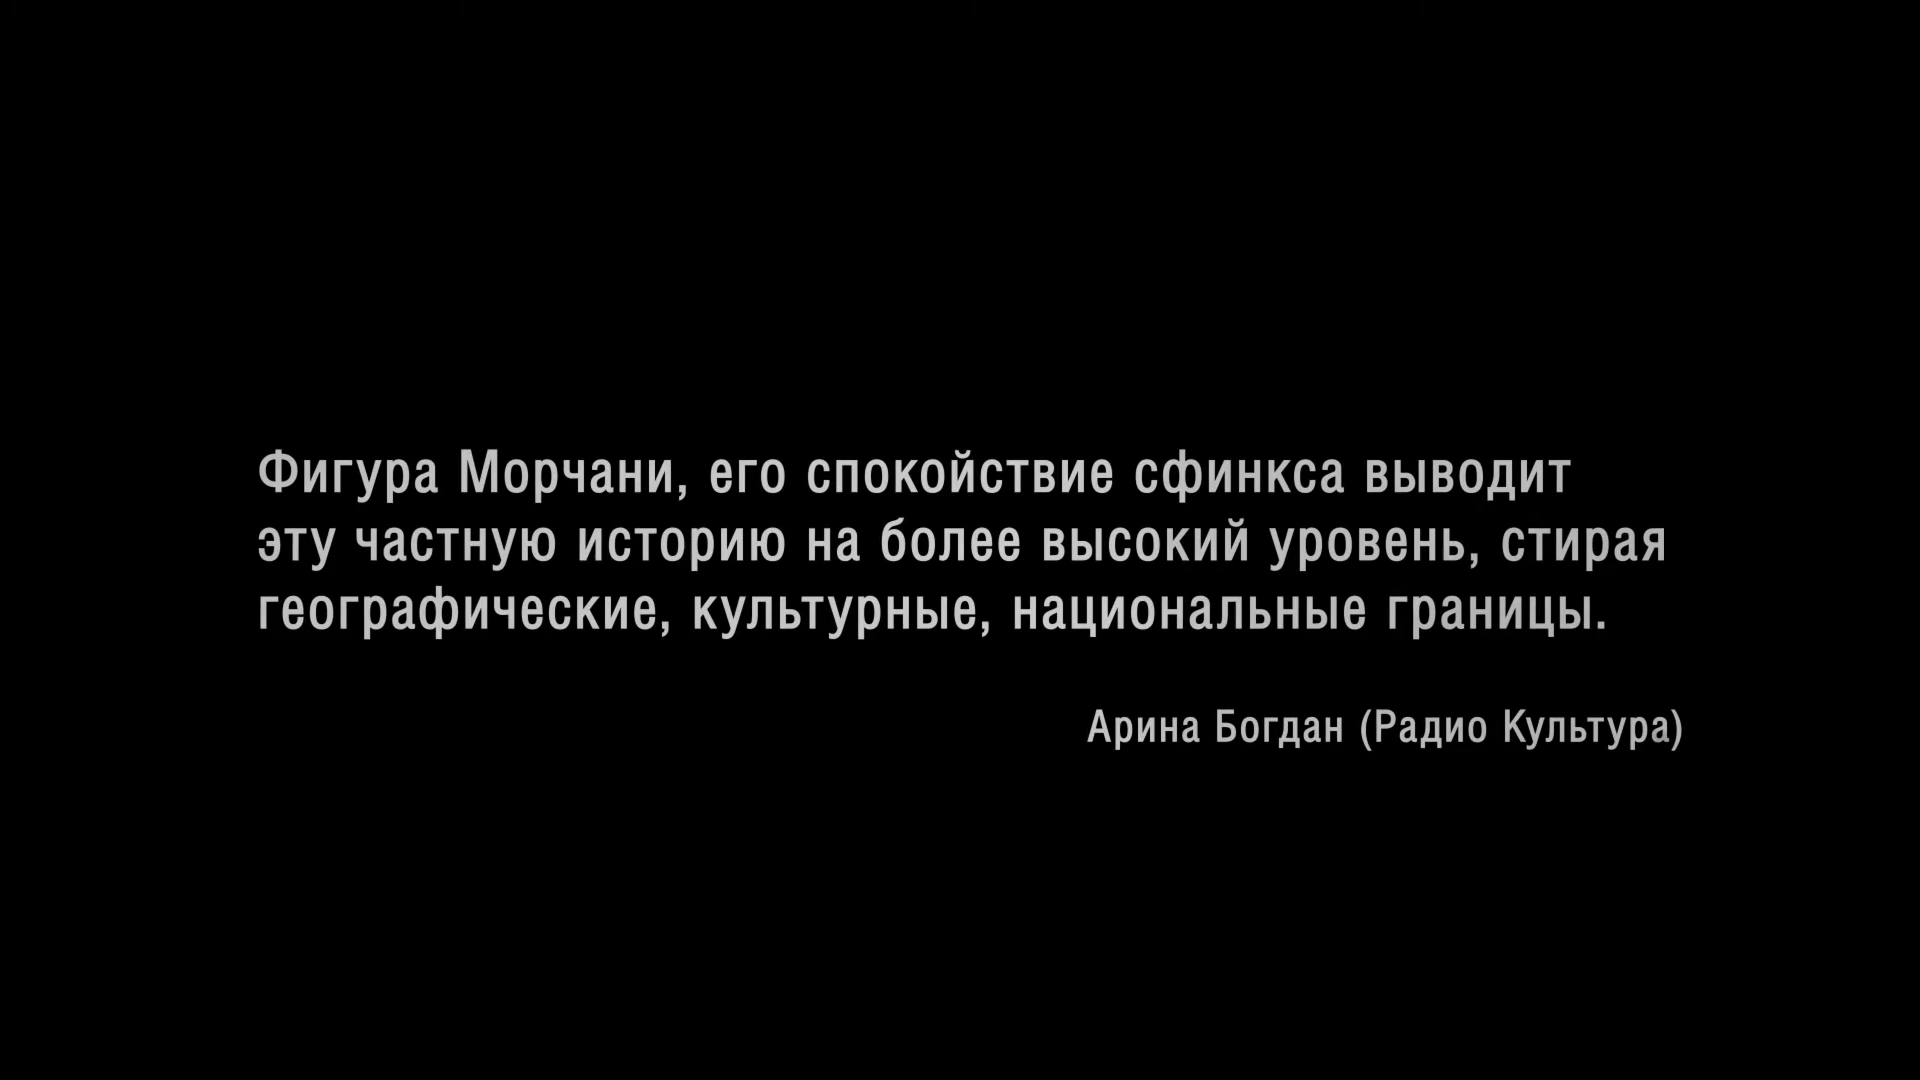 Фигура Морчани, его спокойствие сфинкса выводит
эту частную историю на более высокий уровень, стирая
географические, культурные, национальные границы.
Арина Богдан (Радио Культура)